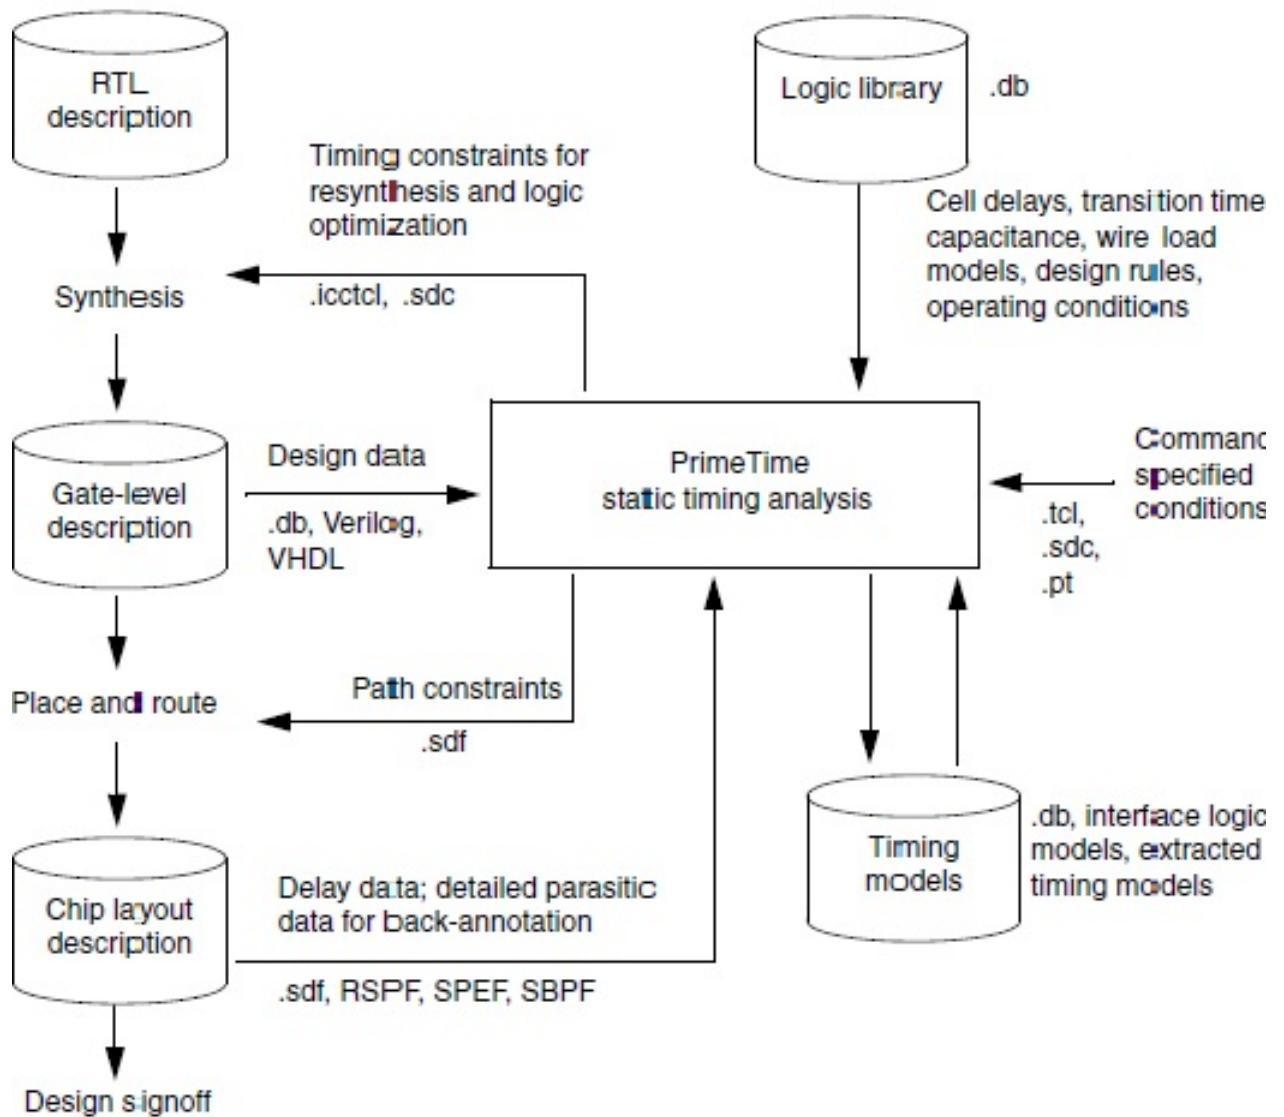 RTL
description
Logic library
.db
Timing constraints for
resynthesis and logic
optimization
.icctcl, .sdc
Cell delays, transition time
capacitance, wire load
models, design rules,
operating conditions
Synthesis
Gate-level
description
Design data
.db, Verilog,
VHDL
PrimeTime
static timing analysis
Command
specified
conditions
.tcl,
.sdc,
.pt
Place and route
Path constraints
.sdf
Chip layout
description
Delay data; detailed parasitic
data for back-annotation
.sdf, RSPF, SPEF, SBPF
Timing
models
.db, interface logic
models, extracted
timing models
Design signoff